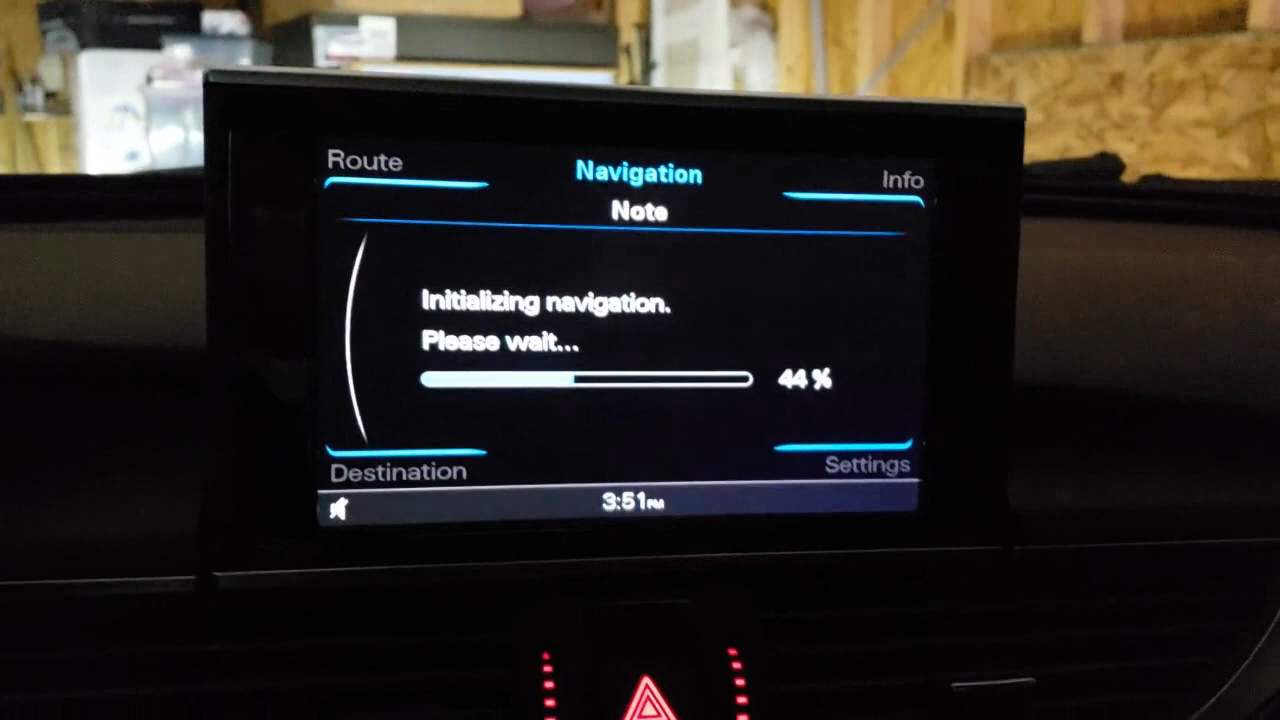 Route
Navigation
Info
Note
Initializing navigation.
Please wait...
44 %
Destination
Settings
3:51PM